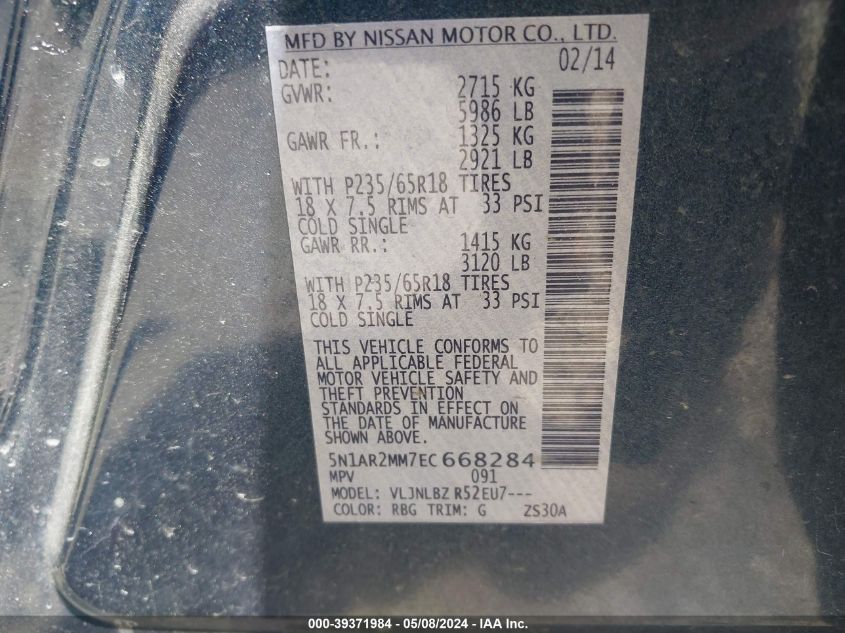 MFD BY NISSAN MOTOR CO., LTD.
DATE: 02/14
GVWR: 2715 KG
5986 LB
GAWR FR.: 1325 KG
2921 LB
WITH P235/65R18 TIRES
18 X 7.5 RIMS AT 33 PSI
COLD SINGLE
GAWR RR.: 1415 KG
3120 LB
WITH P235/65R18 TIRES
18 X 7.5 RIMS AT 33 PSI
COLD SINGLE
THIS VEHICLE CONFORMS TO
ALL APPLICABLE FEDERAL
MOTOR VEHICLE SAFETY AND
THEFT PREVENTION
STANDARDS IN EFFECT ON
THE DATE OF MANUFACTURE
SHOWN ABOVE.
5N1AR2MM7EC668284
MPV 091
MODEL: VLJNLBZ R52EU7---
COLOR: RBG TRIM: G ZS30A
000-39371984 - 05/08/2024 - IAA Inc.